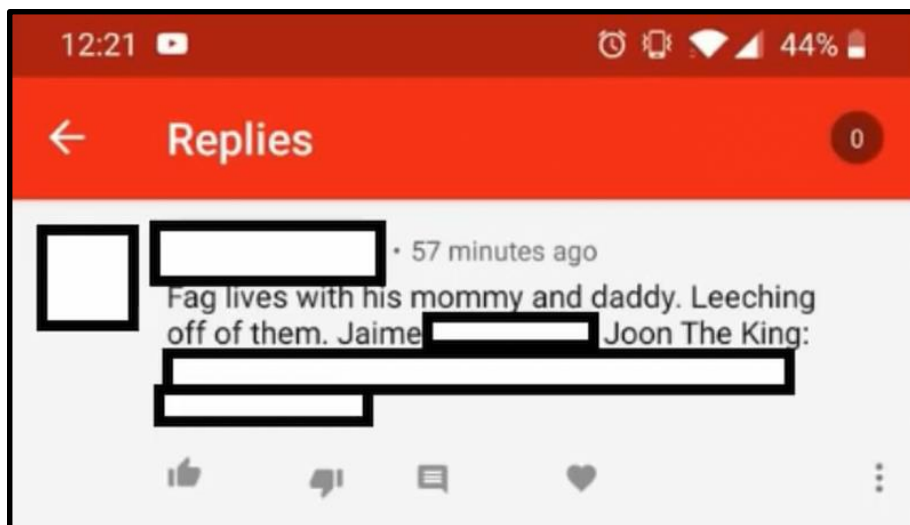 12:21 44%
Replies 0
· 57 minutes ago
Fag lives with his mommy and daddy. Leeching
off of them. Jaime Joon The King: